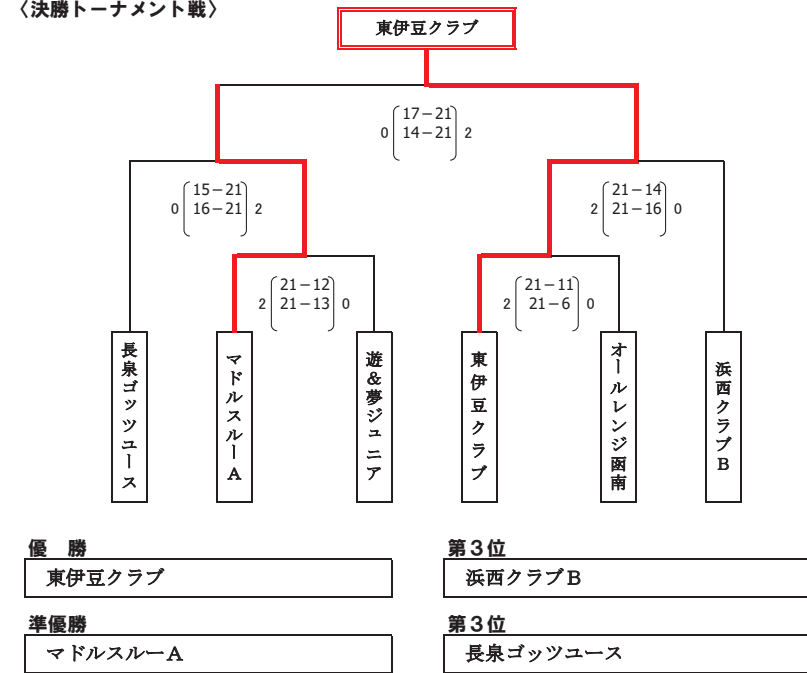 〈決勝トーナメント戦〉
東伊豆クラブ
17－21
0 14－21 2
15－21
0 16－21 2
21－14
2 21－16 0
21－12
2 21－13 0
21－11
2 21－6 0
長泉ゴッツユース
マドルスルーA
遊&夢ジュニア
東伊豆クラブ
オールレンジ函南
浜西クラブB
優　勝
東伊豆クラブ
第３位
浜西クラブＢ
準優勝
マドルスルーＡ
第３位
長泉ゴッツユース